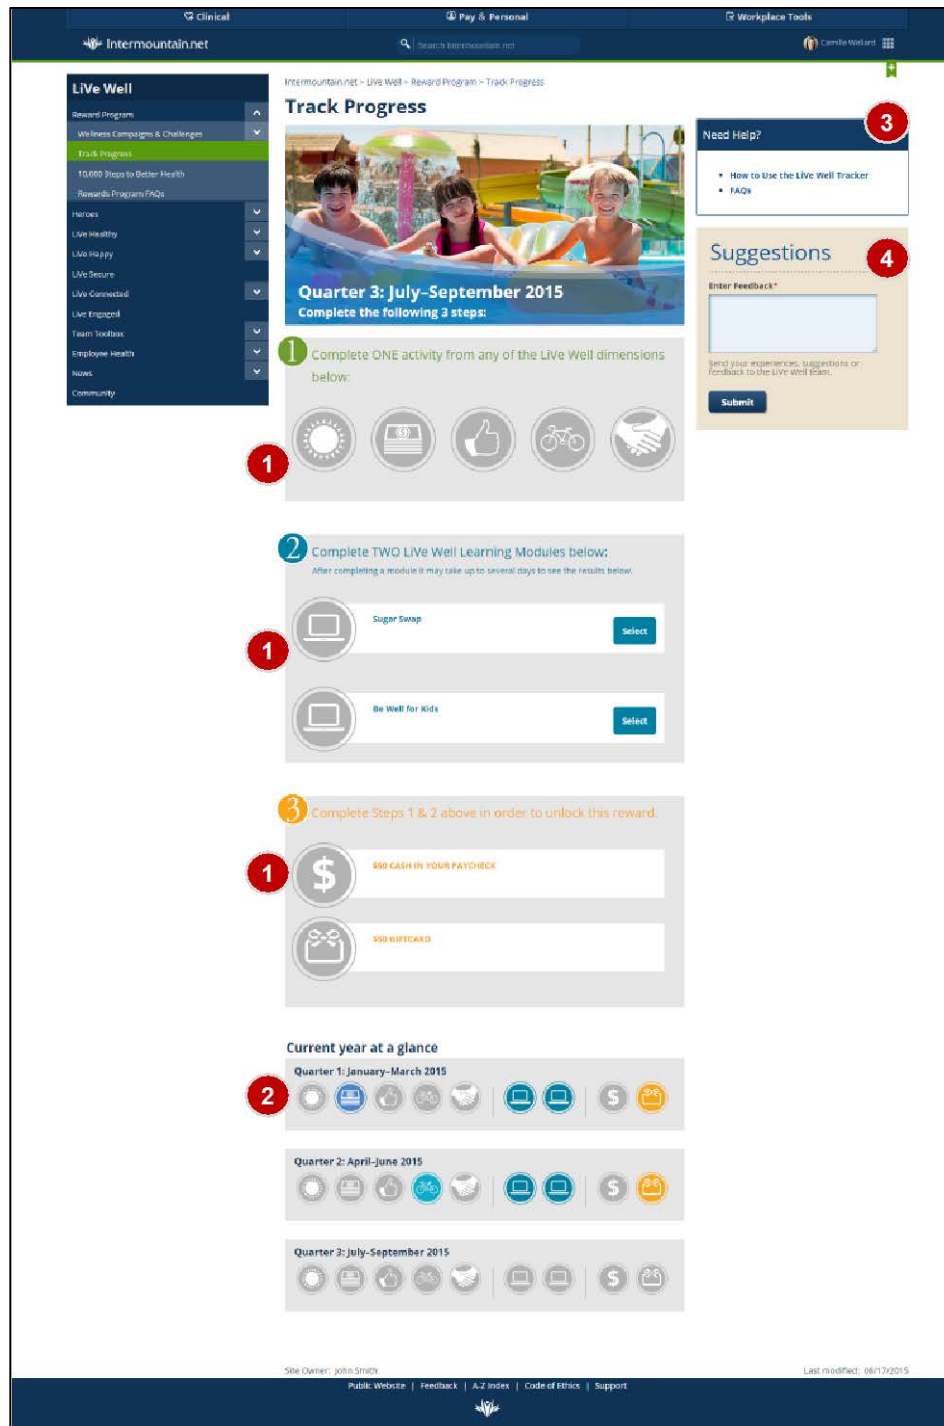 Clinical
Pay & Personal
Workplace Tools
Intermountain.net
Search Intermountain.net
Camille Wellard
LiVe Well
Reward Program
Wellness Campaigns & Challenges
Track Progress
10,000 Steps to Better Health
Rewards Program FAQs
Heroes
LiVe Healthy
LiVe Happy
LiVe Secure
LiVe Connected
Live Engaged
Team Toolbox
Employee Health
News
Community
Intermountain.net > LiVe Well > Reward Program > Track Progress
Track Progress
Quarter 3: July–September 2015
Complete the following 3 steps:
1 Complete ONE activity from any of the LiVe Well dimensions
below:
1
2 Complete TWO LiVe Well Learning Modules below:
After completing a module it may take up to several days to see the results below.
Sugar Swap
Select
1
Be Well for Kids
Select
3 Complete Steps 1 & 2 above in order to unlock this reward.
1
$
$50 CASH IN YOUR PAYCHECK
$50 GIFTCARD
Current year at a glance
Quarter 1: January–March 2015
2
$
Quarter 2: April–June 2015
$
Quarter 3: July–September 2015
$
Need Help?
3
• How to Use the LiVe Well Tracker
• FAQs
Suggestions
4
Enter Feedback*
Send your experiences, suggestions or
feedback to the LiVe Well team.
Submit
Site Owner: John Smith
Last modified: 06/17/2015
Public Website | Feedback | A-Z Index | Code of Ethics | Support